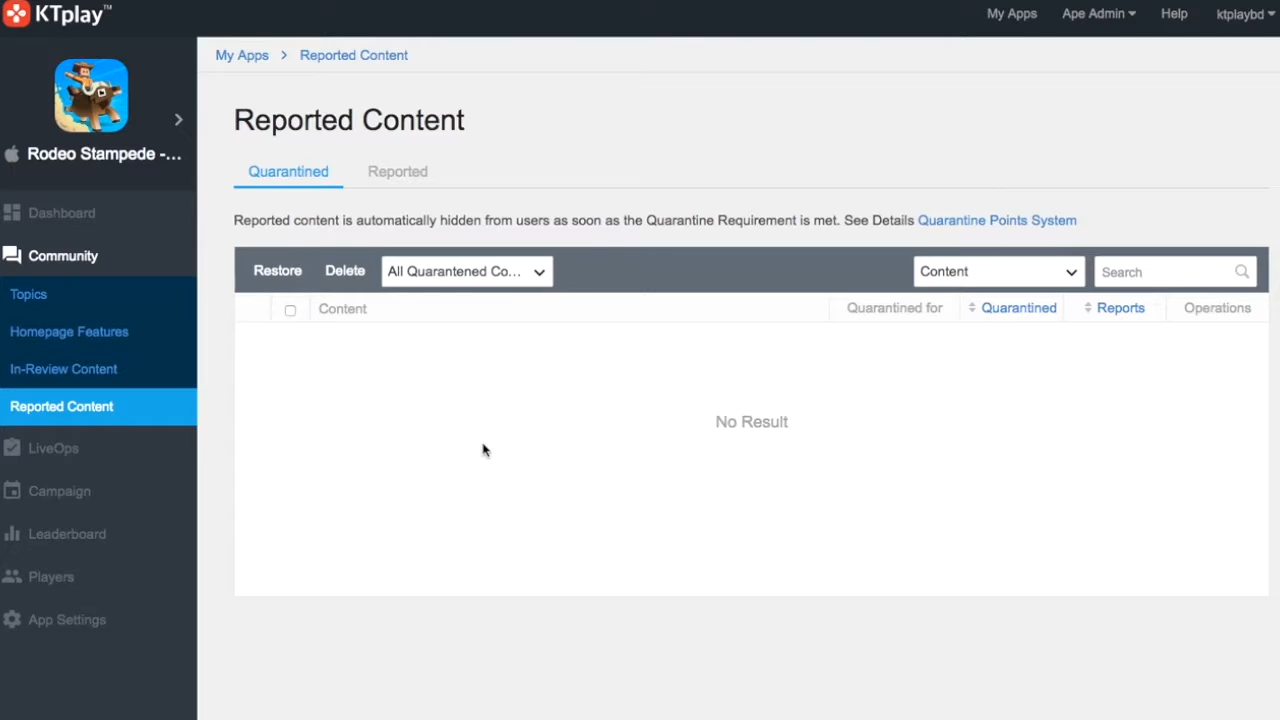 KTplay™
My Apps Ape Admin Help ktplaybd
My Apps > Reported Content
Rodeo Stampede -...
Reported Content
Quarantined Reported
Reported content is automatically hidden from users as soon as the Quarantine Requirement is met. See Details Quarantine Points System
Restore Delete All Quarantened Co... Content Search
Content Quarantined for Quarantined Reports Operations
No Result
Dashboard
Community
Topics
Homepage Features
In-Review Content
Reported Content
LiveOps
Campaign
Leaderboard
Players
App Settings